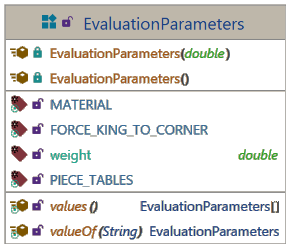 EvaluationParameters
EvaluationParameters(double)
EvaluationParameters()
MATERIAL
FORCE_KING_TO_CORNER
weight double
PIECE_TABLES
values() EvaluationParameters[]
valueOf(String) EvaluationParameters